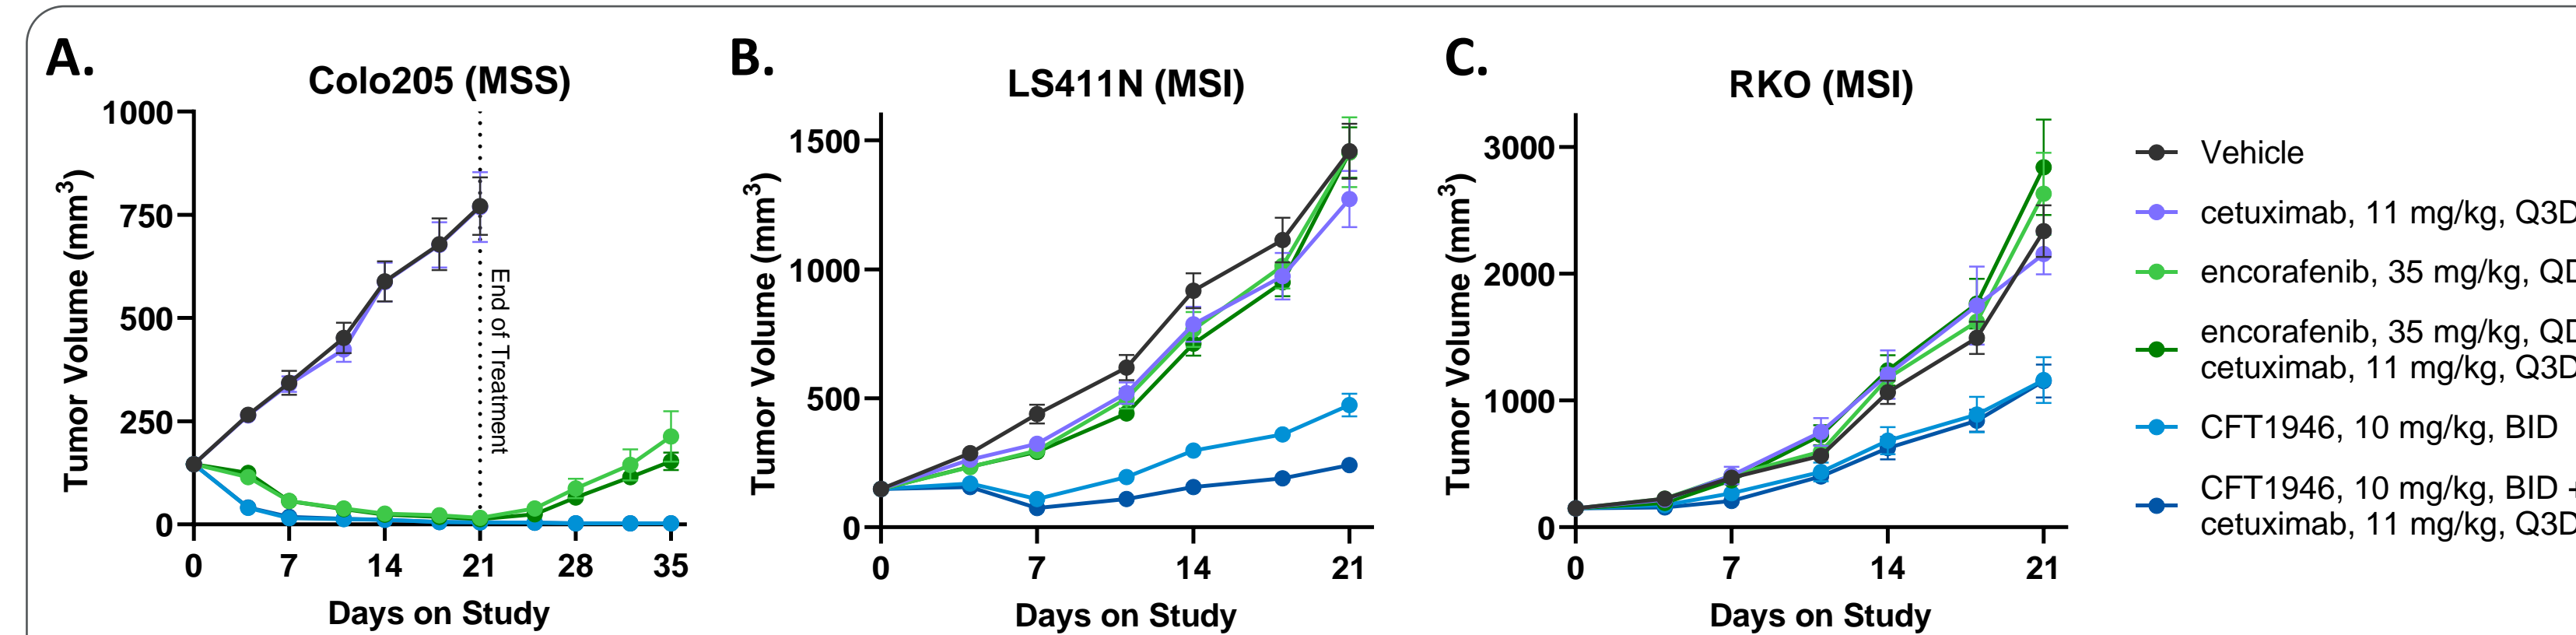 A.
Colo205 (MSS)
Tumor Volume (mm³)
1000
750
500
250
0
0 7 14 21 28 35
End of Treatment
Days on Study
B.
LS411N (MSI)
Tumor Volume (mm³)
1500
1000
500
0
0 7 14 21
Days on Study
C.
RKO (MSI)
Tumor Volume (mm³)
3000
2000
1000
0
0 7 14 21
Days on Study
Vehicle
cetuximab, 11 mg/kg, Q3D
encorafenib, 35 mg/kg, QD
encorafenib, 35 mg/kg, QD
cetuximab, 11 mg/kg, Q3D
CFT1946, 10 mg/kg, BID
CFT1946, 10 mg/kg, BID +
cetuximab, 11 mg/kg, Q3D